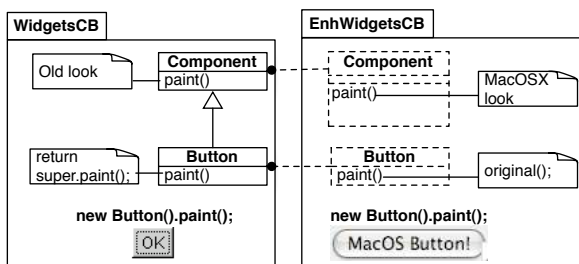 WidgetsCB
Old look
Component
paint()
return
super.paint();
Button
paint()
new Button().paint();
OK
EnhWidgetsCB
Component
paint()
MacOSX
look
Button
paint()
original();
new Button().paint();
MacOS Button!